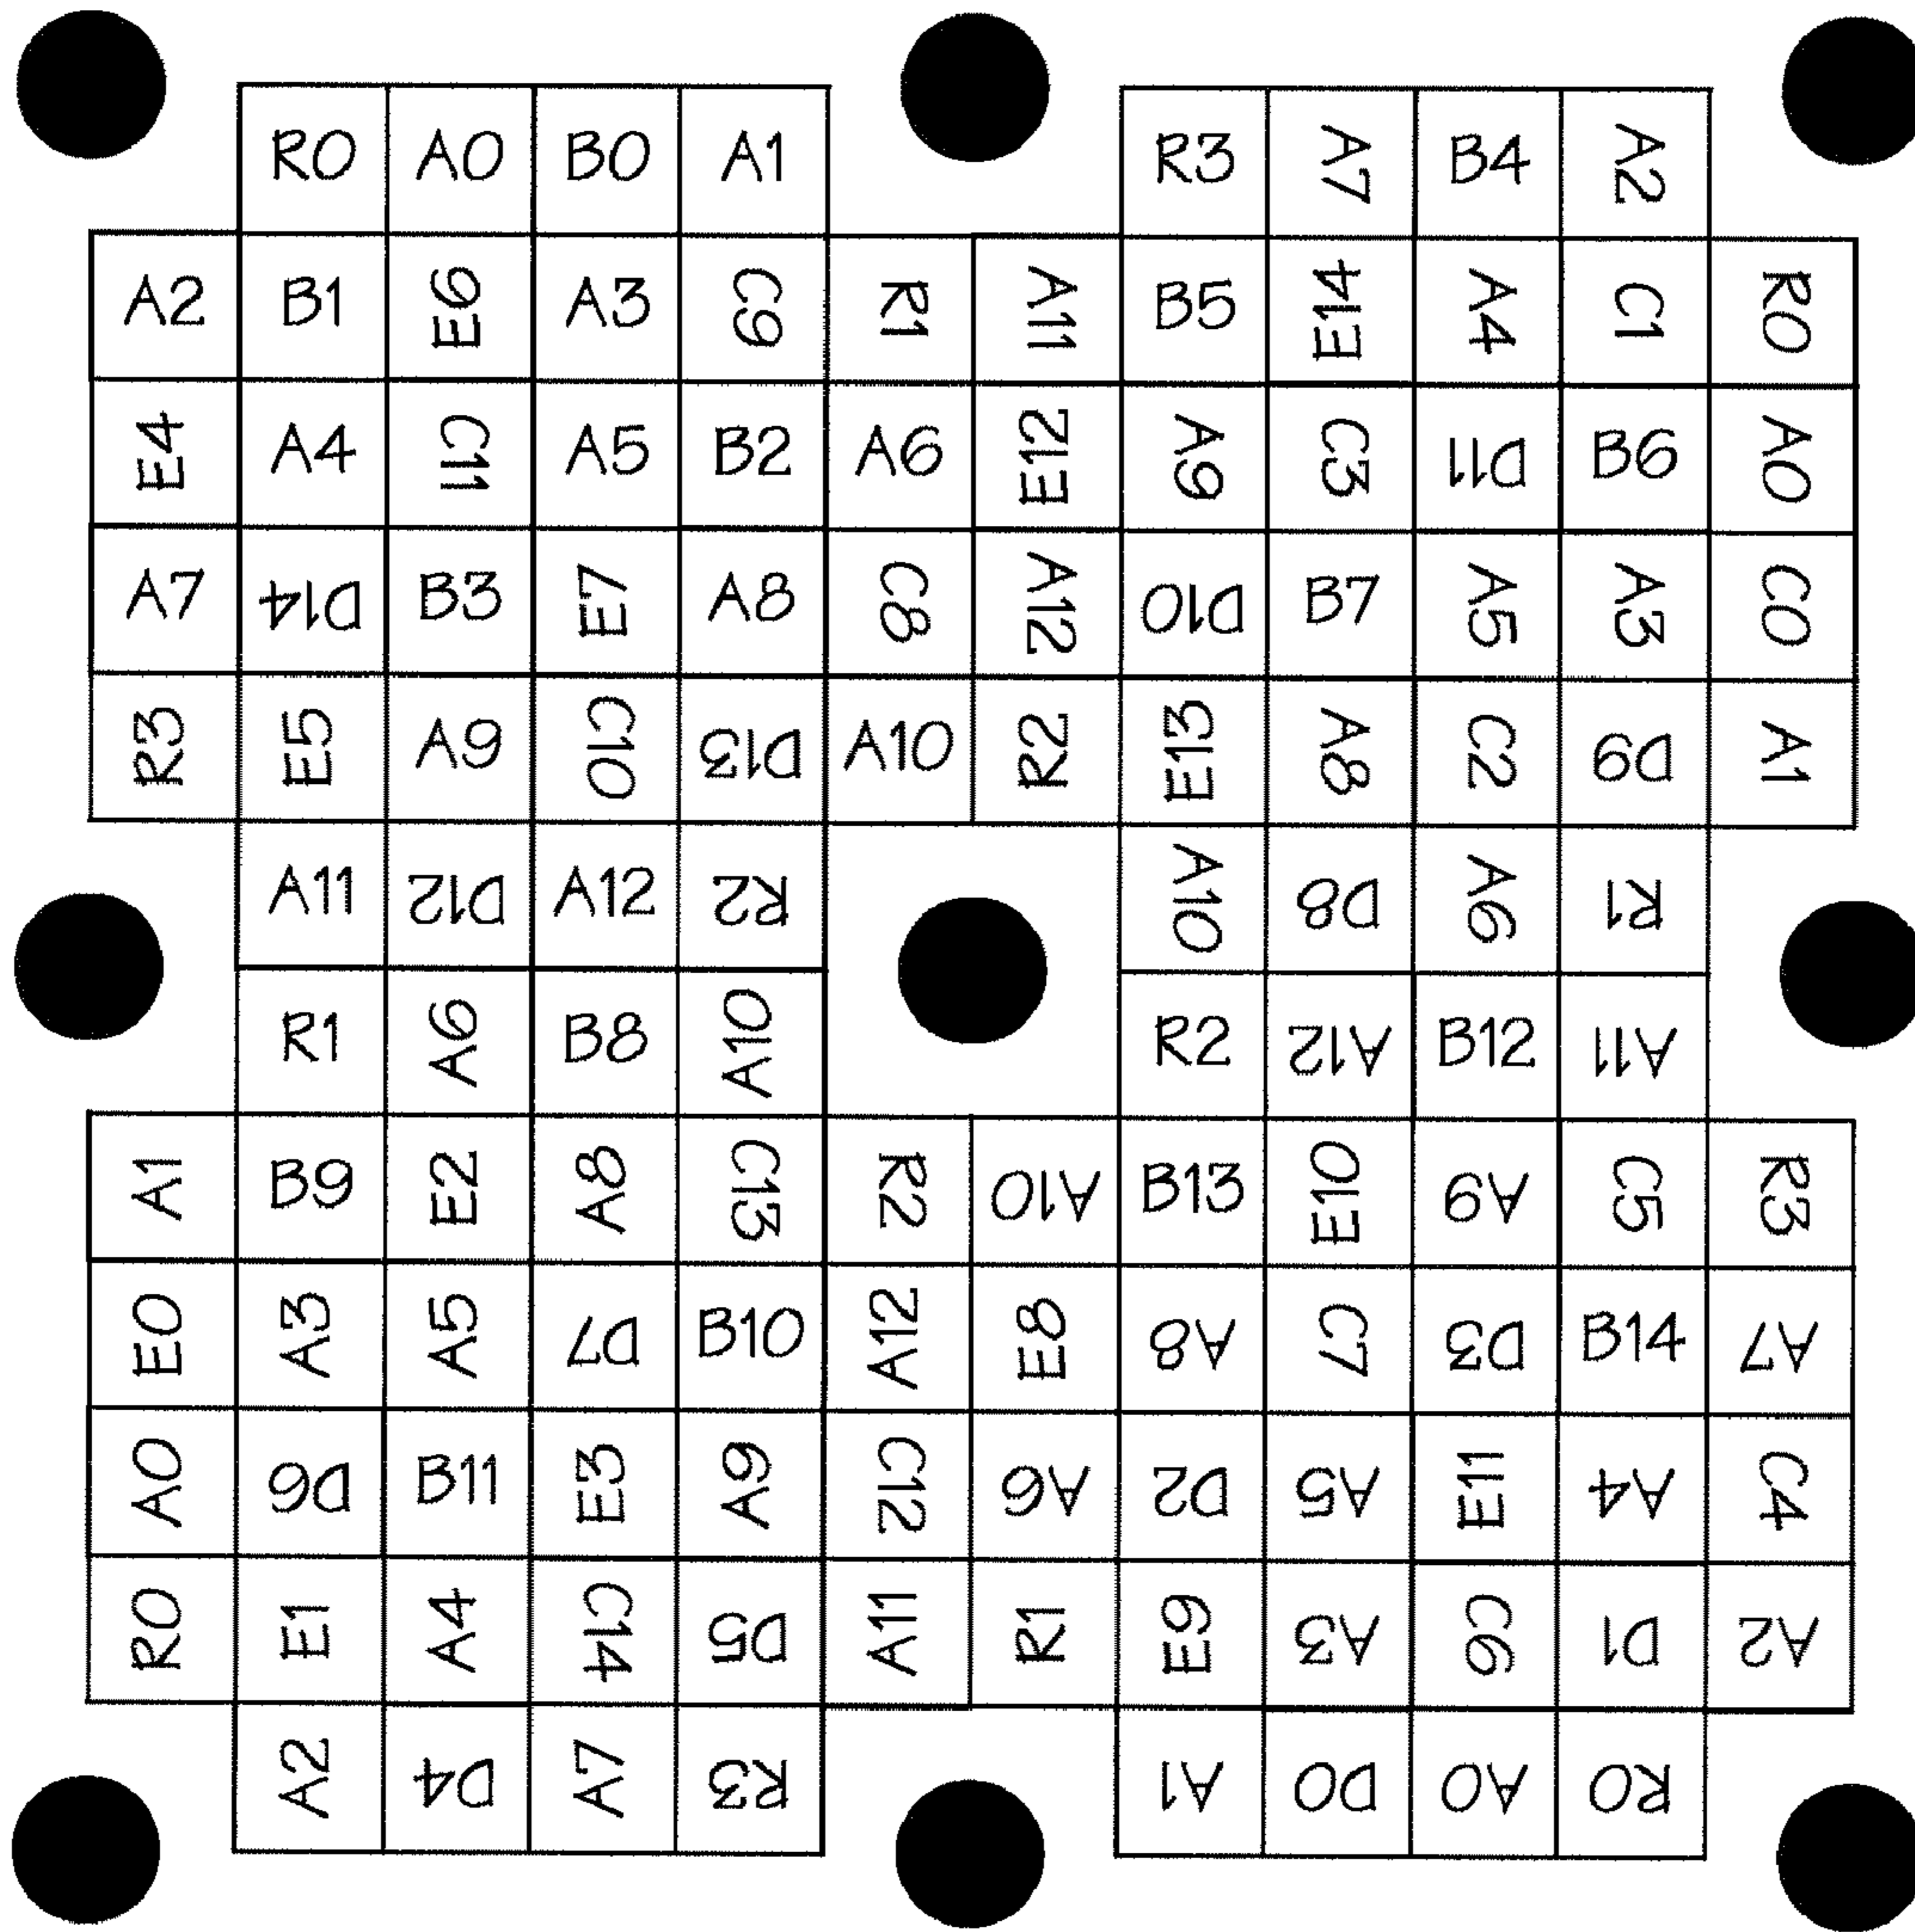 R0 A0 B0 A1 R3 A7 B4 A2
A2 B1 E6 A3 C9 R1 A11 B5 E14 A4 C1 R0
E4 A4 C11 A5 B2 A6 E12 A9 C3 D11 B6 A0
A7 D14 B3 E7 A8 C8 A12 D10 B7 A5 A3 C0
R3 E5 A9 C10 D13 A10 R2 E13 A8 C2 D9 A1
A11 D12 A12 R2 A10 D8 A6 R1
R1 A6 B8 A10 R2 A12 B12 A11
A1 B9 E2 A8 C13 R2 A10 B13 E10 A9 C5 R3
E0 A3 A5 D7 B10 A12 E8 A8 C7 D3 B14 A7
A0 D6 B11 E3 A9 C12 A6 D2 A5 E11 A4 C4
R0 E1 A4 C14 D5 A11 R1 E9 A3 C6 D1 A2
A2 D4 A7 R3 A1 D0 A0 R0